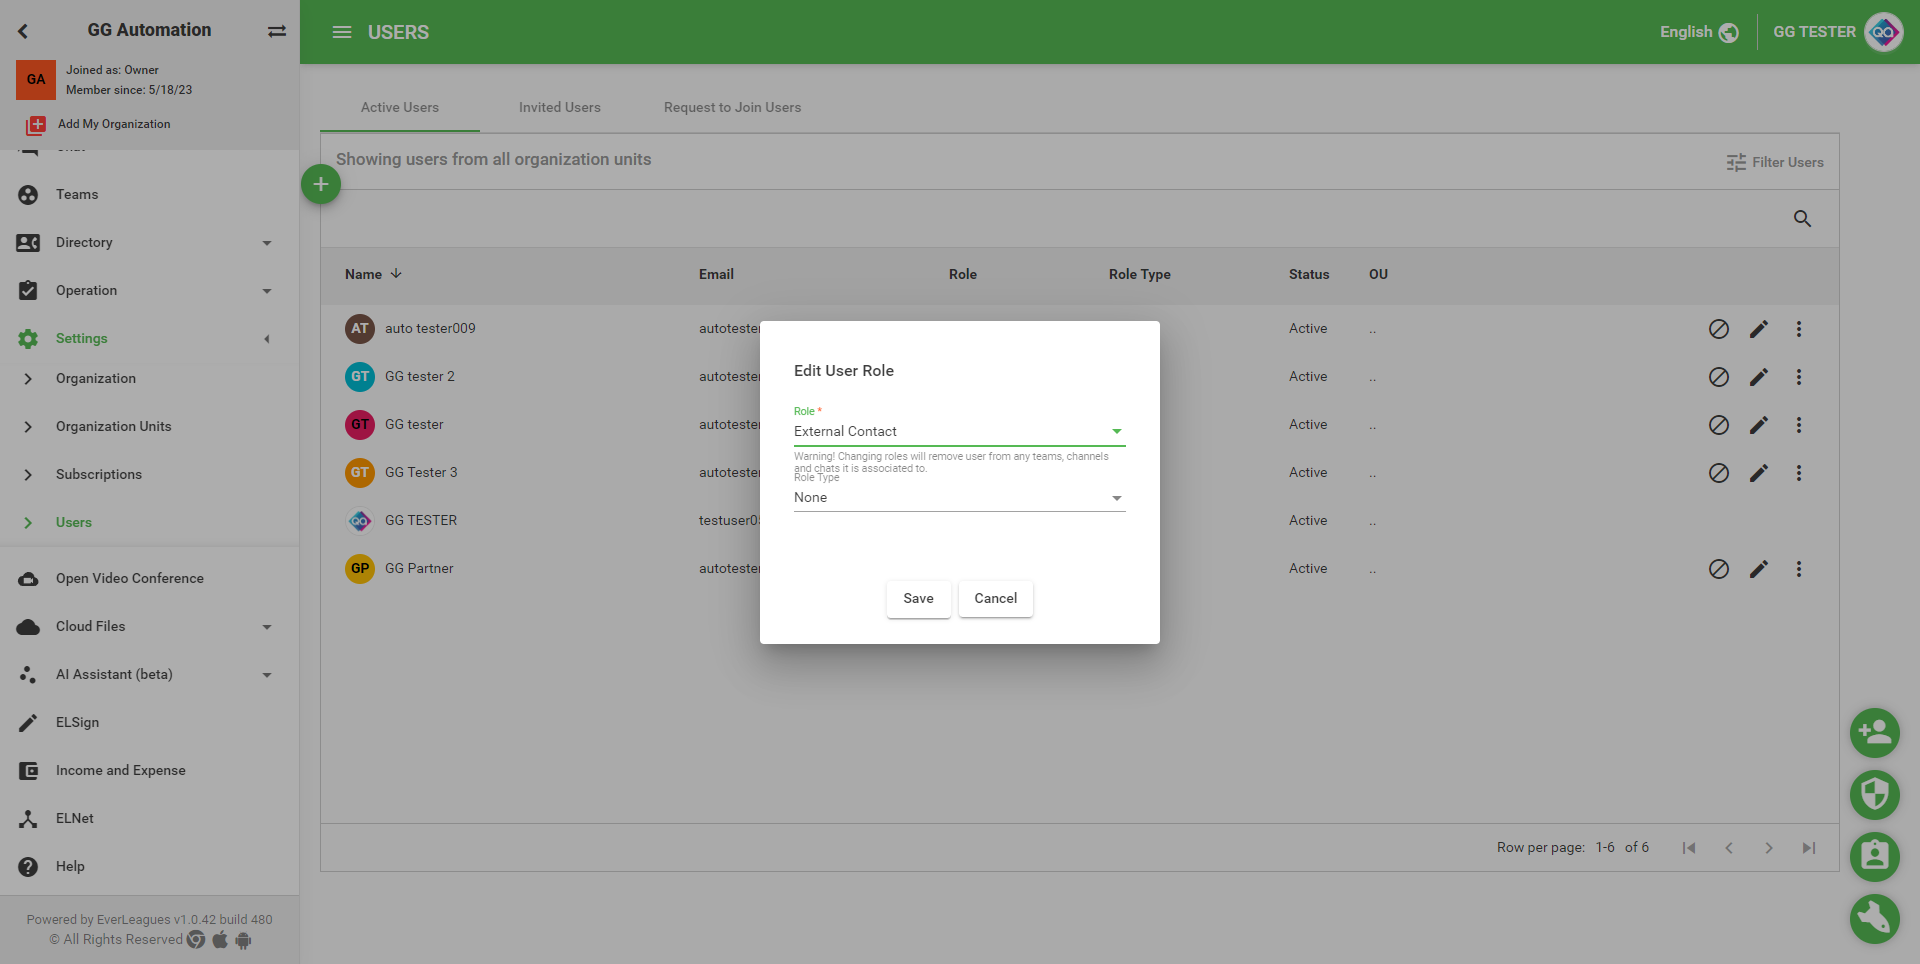 GG Automation
GA
Joined as: Owner
Member since: 5/18/23
Add My Organization
Teams
Directory
Operation
Settings
Organization
Organization Units
Subscriptions
Users
Open Video Conference
Cloud Files
AI Assistant (beta)
ELSign
Income and Expense
ELNet
Help
Powered by EverLeagues v1.0.42 build 480
© All Rights Reserved
USERS
English
GG TESTER
Active Users
Invited Users
Request to Join Users
Showing users from all organization units
Filter Users
Name
Email
Role
Role Type
Status
OU
AT auto tester009 autotester Active ..
GT GG tester 2 autotester Active ..
GT GG tester autotester Active ..
GT GG Tester 3 autotester Active ..
QA GG TESTER testuser05 Active ..
GP GG Partner autotester Active ..
Edit User Role
Role *
External Contact
Warning! Changing roles will remove user from any teams, channels
and chats it is associated to.
Role Type
None
Save
Cancel
Row per page: 1-6 of 6